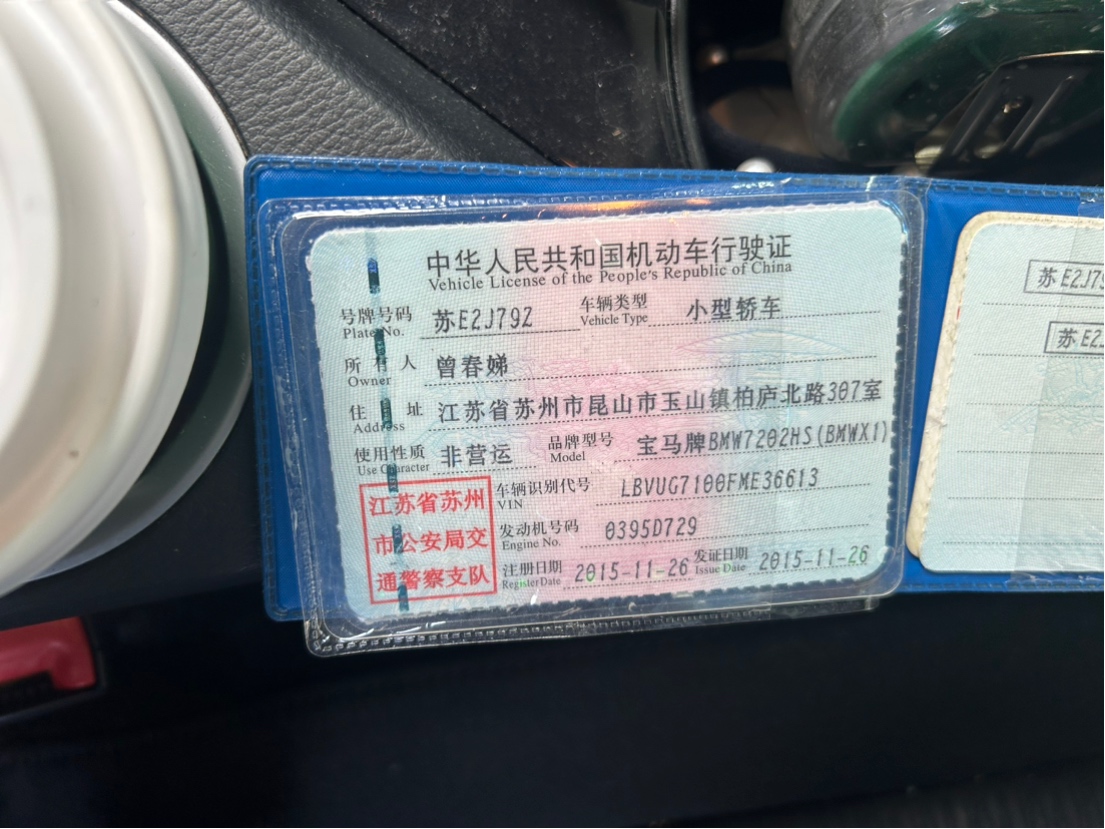 中华人民共和国机动车行驶证
Vehicle License of the People's Republic of China
号牌号码 苏E2J79Z 车辆类型 小型轿车
Plate No. Vehicle Type
所有人 曾春娣
Owner
住址 江苏省苏州市昆山市玉山镇柏庐北路307室
Address
使用性质 非营运 品牌型号 宝马牌BMW7202HS(BMWX1)
Use Character Model
江苏省苏州
市公安局交
通警察支队
车辆识别代号 LBVUG7100FME36613
VIN
发动机号码 0395D729
Engine No.
注册日期 2015-11-26 发证日期 2015-11-26
Register Date Issue Date
苏E2J79
苏E2J